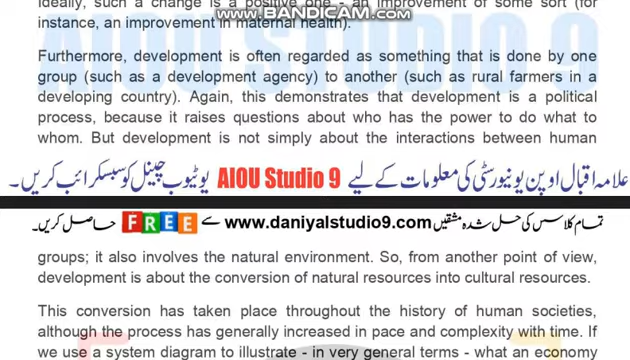 Ideally, such a change is a positive one - an improvement of some sort (for
www.BANDICAM.com
instance, an improvement in maternal health).
AIOU STUDIO 9
Furthermore, development is often regarded as something that is done by one
group (such as a development agency) to another (such as rural farmers in a
developing country). Again, this demonstrates that development is a political
process, because it raises questions about who has the power to do what to
whom. But development is not simply about the interactions between human
علامہ اقبال اوپن یونیورسٹی کی معلومات کے لیے AIOU Studio 9 یوٹیوب چینل کو سبسکرائب کریں۔
تمام کلاس کی حل شدہ مشقیں www.daniyalstudio9.com سے FREE حاصل کریں۔
groups; it also involves the natural environment. So, from another point of view,
development is about the conversion of natural resources into cultural resources.
This conversion has taken place throughout the history of human societies,
although the process has generally increased in pace and complexity with time. If
we use a system diagram to illustrate - in very general terms - what an economy